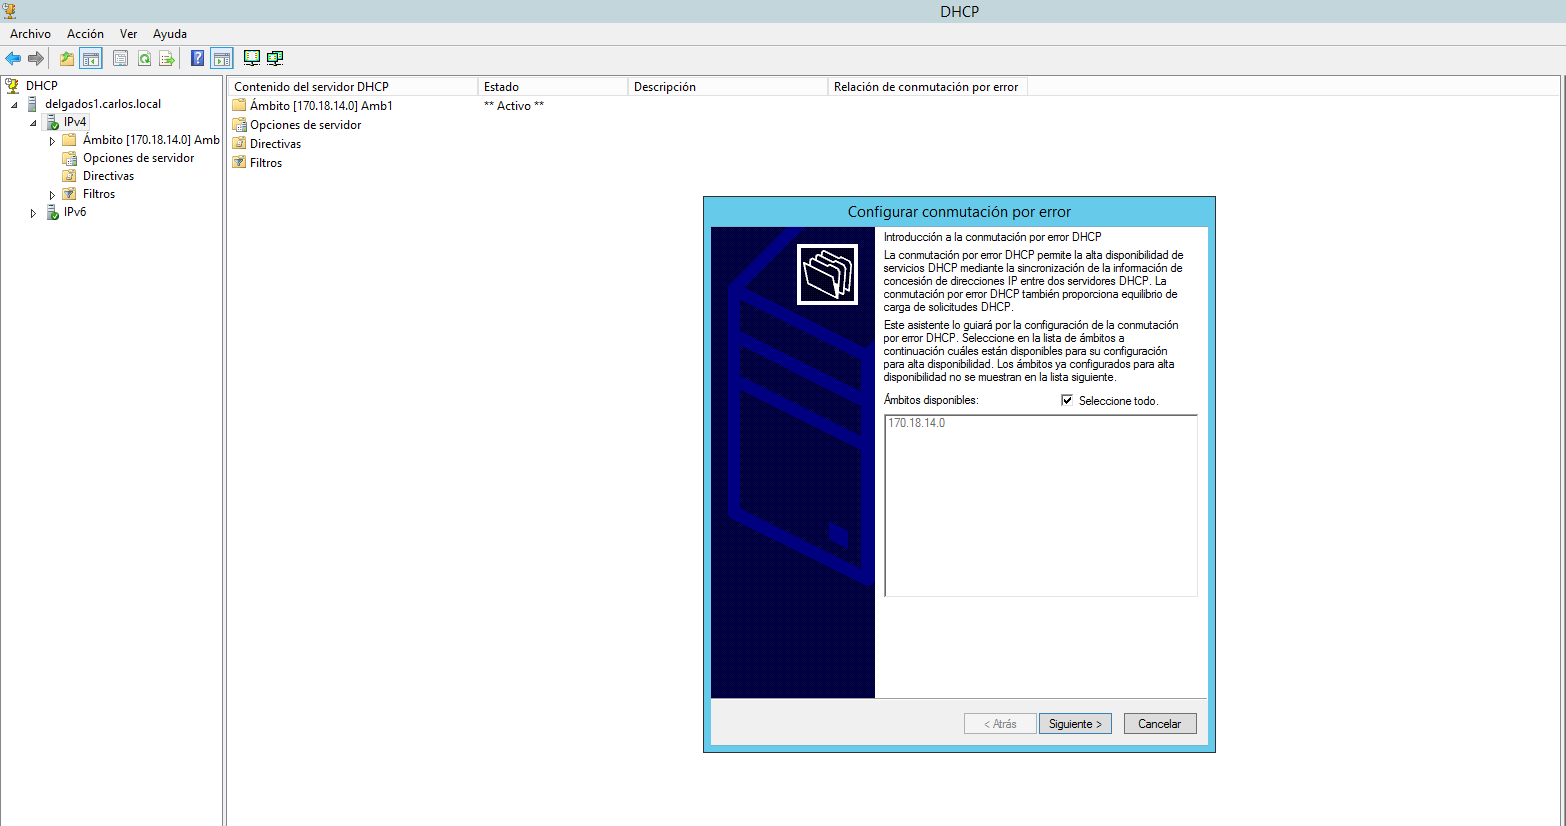 DHCP
Archivo Acción Ver Ayuda
DHCP
delgados1.carlos.local
IPv4
Ámbito [170.18.14.0] Amb
Opciones de servidor
Directivas
Filtros
IPv6
Contenido del servidor DHCP Estado Descripción Relación de conmutación por error
Ámbito [170.18.14.0] Amb1 ** Activo **
Opciones de servidor
Directivas
Filtros
Configurar conmutación por error
Introducción a la conmutación por error DHCP
La conmutación por error DHCP permite la alta disponibilidad de
servicios DHCP mediante la sincronización de la información de
concesión de direcciones IP entre dos servidores DHCP. La
conmutación por error DHCP también proporciona equilibrio de
carga de solicitudes DHCP.
Este asistente lo guiará por la configuración de la conmutación
por error DHCP. Seleccione en la lista de ámbitos a
continuación cuáles están disponibles para su configuración
para alta disponibilidad. Los ámbitos ya configurados para alta
disponibilidad no se muestran en la lista siguiente.
Ámbitos disponibles: Seleccione todo.
170.18.14.0
< Atrás Siguiente > Cancelar